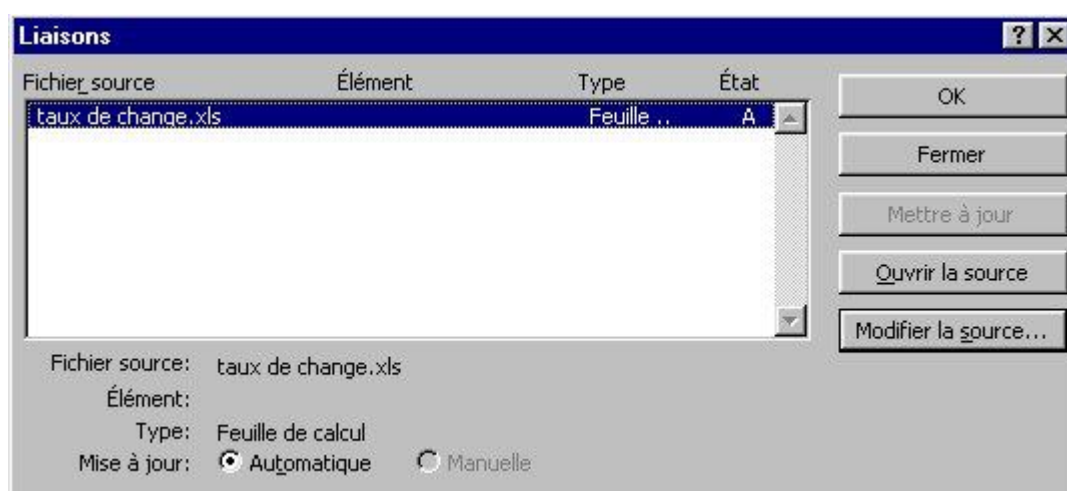 Liaisons
Fichier source Élément Type État
taux de change.xls Feuille .. A
OK
Fermer
Mettre à jour
Ouvrir la source
Modifier la source...
Fichier source: taux de change.xls
Élément:
Type: Feuille de calcul
Mise à jour: Automatique Manuelle